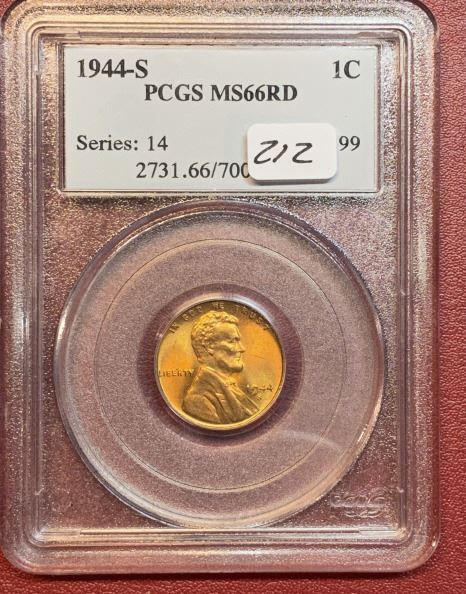 1944-S 1C
PCGS MS66RD
Series: 14 99
2731.66/700
212
IN GOD WE TRUST
LIBERTY
1944
S